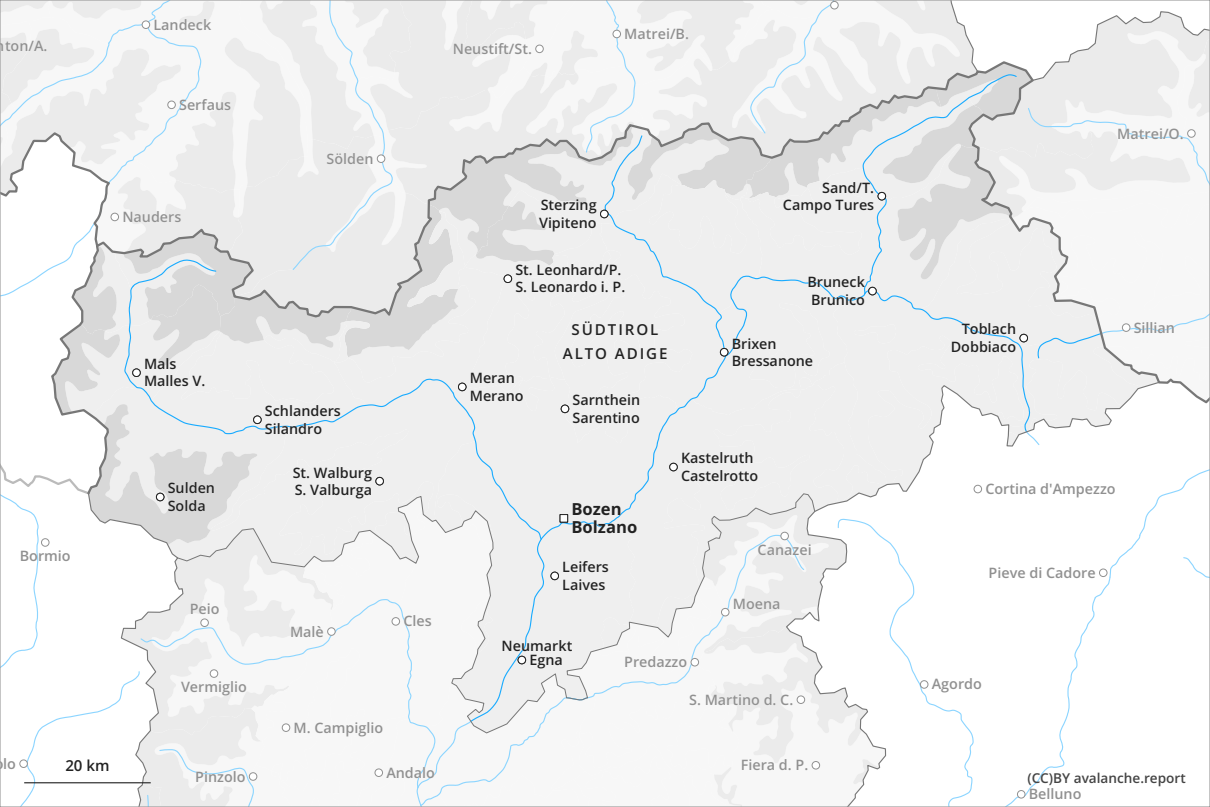 Landeck
Matrei/B.
Neustift/St.
nton/A.
Serfaus
Matrei/O.
Sölden
Sand/T.
Campo Tures
Sterzing
Vipiteno
Nauders
St. Leonhard/P.
S. Leonardo i. P.
Bruneck
Brunico
SÜDTIROL
ALTO ADIGE
Toblach
Dobbiaco
Sillian
Brixen
Bressanone
Mals
Malles V.
Meran
Merano
Sarnthein
Sarentino
Schlanders
Silandro
Kastelruth
Castelrotto
St. Walburg
S. Valburga
Sulden
Solda
Cortina d'Ampezzo
Bozen
Bolzano
Bormio
Canazei
Leifers
Laives
Pieve di Cadore
Peio
Moena
Malè
Cles
Neumarkt
Egna
Predazzo
Vermiglio
Agordo
S. Martino d. C.
M. Campiglio
olo
20 km
Pinzolo
Andalo
Fiera d. P.
(CC)BY avalanche.report
Belluno